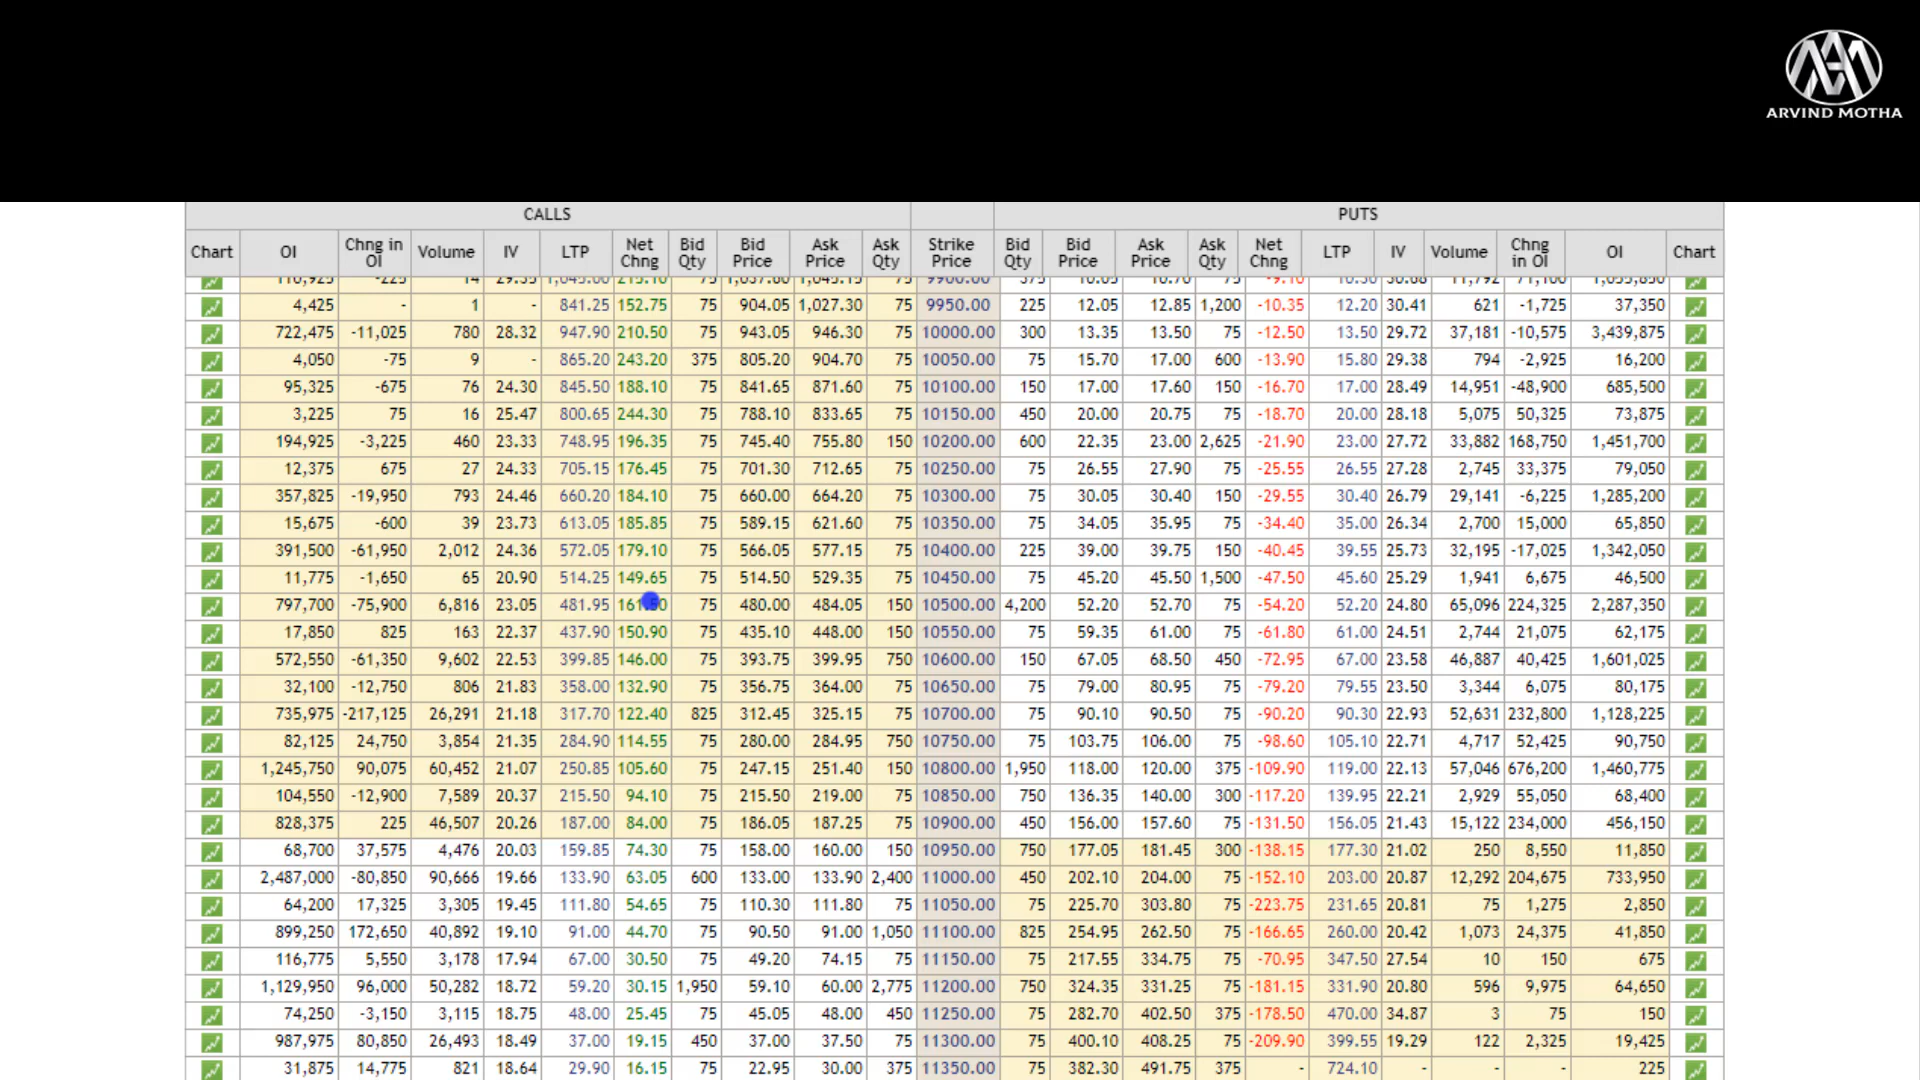 ARVIND MOTHA
CALLS PUTS
Chart OI Chng in OI Volume IV LTP Net Chng Bid Qty Bid Price Ask Price Ask Qty Strike Price Bid Qty Bid Price Ask Price Ask Qty Net Chng LTP IV Volume Chng in OI OI Chart
4,425 - 1 - 841.25 152.75 75 904.05 1,027.30 75 9950.00 225 12.05 12.85 1,200 -10.35 12.20 30.41 621 -1,725 37,350
722,475 -11,025 780 28.32 947.90 210.50 75 943.05 946.30 75 10000.00 300 13.35 13.50 75 -12.50 13.50 29.72 37,181 -10,575 3,439,875
4,050 -75 9 - 865.20 243.20 375 805.20 904.70 75 10050.00 75 15.70 17.00 600 -13.90 15.80 29.38 794 -2,925 16,200
95,325 -675 76 24.30 845.50 188.10 75 841.65 871.60 75 10100.00 150 17.00 17.60 150 -16.70 17.00 28.49 14,951 -48,900 685,500
3,225 75 16 25.47 800.65 244.30 75 788.10 833.65 75 10150.00 450 20.00 20.75 75 -18.70 20.00 28.18 5,075 50,325 73,875
194,925 -3,225 460 23.33 748.95 196.35 75 745.40 755.80 150 10200.00 600 22.35 23.00 2,625 -21.90 23.00 27.72 33,882 168,750 1,451,700
12,375 675 27 24.33 705.15 176.45 75 701.30 712.65 75 10250.00 75 26.55 27.90 75 -25.55 26.55 27.28 2,745 33,375 79,050
357,825 -19,950 793 24.46 660.20 184.10 75 660.00 664.20 75 10300.00 75 30.05 30.40 150 -29.55 30.40 26.79 29,141 -6,225 1,285,200
15,675 -600 39 23.73 613.05 185.85 75 589.15 621.60 75 10350.00 75 34.05 35.95 75 -34.40 35.00 26.34 2,700 15,000 65,850
391,500 -61,950 2,012 24.36 572.05 179.10 75 566.05 577.15 75 10400.00 225 39.00 39.75 150 -40.45 39.55 25.73 32,195 -17,025 1,342,050
11,775 -1,650 65 20.90 514.25 149.65 75 514.50 529.35 75 10450.00 75 45.20 45.50 1,500 -47.50 45.60 25.29 1,941 6,675 46,500
797,700 -75,900 6,816 23.05 481.95 75 480.00 484.05 150 10500.00 4,200 52.20 52.70 75 -54.20 52.20 24.80 65,096 224,325 2,287,350
17,850 825 163 22.37 437.90 150.90 75 435.10 448.00 150 10550.00 75 59.35 61.00 75 -61.80 61.00 24.51 2,744 21,075 62,175
572,550 -61,350 9,602 22.53 399.85 146.00 75 393.75 399.95 750 10600.00 150 67.05 68.50 450 -72.95 67.00 23.58 46,887 40,425 1,601,025
32,100 -12,750 806 21.83 358.00 132.90 75 356.75 364.00 75 10650.00 75 79.00 80.95 75 -79.20 79.55 23.50 3,344 6,075 80,175
735,975 -217,125 26,291 21.18 317.70 122.40 825 312.45 325.15 75 10700.00 75 90.10 90.50 75 -90.20 90.30 22.93 52,631 232,800 1,128,225
82,125 24,750 3,854 21.35 284.90 114.55 75 280.00 284.95 750 10750.00 75 103.75 106.00 75 -98.60 105.10 22.71 4,717 52,425 90,750
1,245,750 90,075 60,452 21.07 250.85 105.60 75 247.15 251.40 150 10800.00 1,950 118.00 120.00 375 -109.90 119.00 22.13 57,046 676,200 1,460,775
104,550 -12,900 7,589 20.37 215.50 94.10 75 215.50 219.00 75 10850.00 750 136.35 140.00 300 -117.20 139.95 22.21 2,929 55,050 68,400
828,375 225 46,507 20.26 187.00 84.00 75 186.05 187.25 75 10900.00 450 156.00 157.60 75 -131.50 156.05 21.43 15,122 234,000 456,150
68,700 37,575 4,476 20.03 159.85 74.30 75 158.00 160.00 150 10950.00 750 177.05 181.45 300 -138.15 177.30 21.02 250 8,550 11,850
2,487,000 -80,850 90,666 19.66 133.90 63.05 600 133.00 133.90 2,400 11000.00 450 202.10 204.00 75 -152.10 203.00 20.87 12,292 204,675 733,950
64,200 17,325 3,305 19.45 111.80 54.65 75 110.30 111.80 75 11050.00 75 225.70 303.80 75 -223.75 231.65 20.81 75 1,275 2,850
899,250 172,650 40,892 19.10 91.00 44.70 75 90.50 91.00 1,050 11100.00 825 254.95 262.50 75 -166.65 260.00 20.42 1,073 24,375 41,850
116,775 5,550 3,178 17.94 67.00 30.50 75 49.20 74.15 75 11150.00 75 217.55 334.75 75 -70.95 347.50 27.54 10 150 675
1,129,950 96,000 50,282 18.72 59.20 30.15 1,950 59.10 60.00 2,775 11200.00 750 324.35 331.25 75 -181.15 331.90 20.80 596 9,975 64,650
74,250 -3,150 3,115 18.75 48.00 25.45 75 45.05 48.00 450 11250.00 75 282.70 402.50 375 -178.50 470.00 34.87 3 75 150
987,975 80,850 26,493 18.49 37.00 19.15 450 37.00 37.50 75 11300.00 75 400.10 408.25 75 -209.90 399.55 19.29 122 2,325 19,425
31,875 14,775 821 18.64 29.90 16.15 75 22.95 30.00 375 11350.00 75 382.30 491.75 375 - 724.10 - - - 225